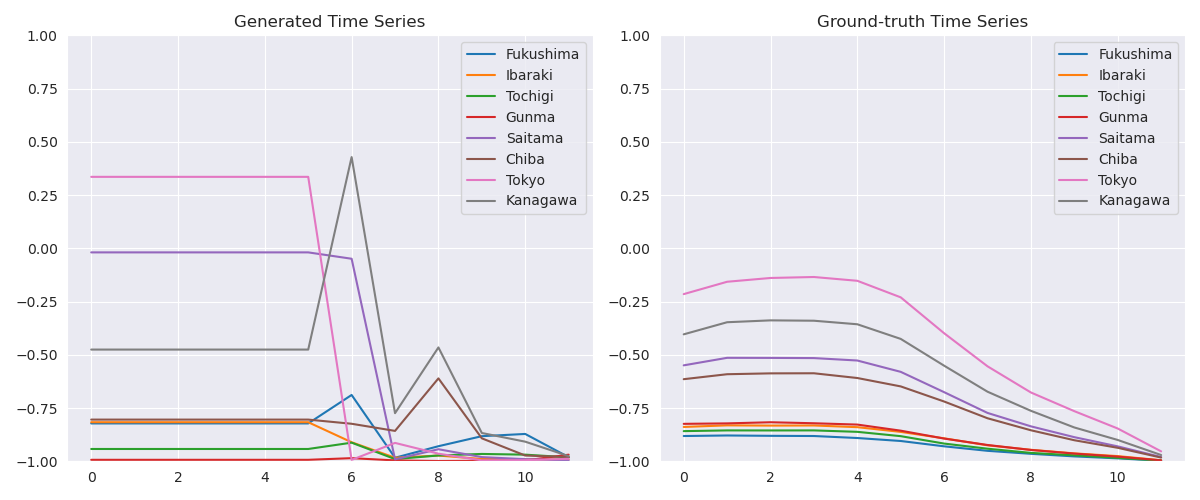 Generated Time Series
1.00
0.75
0.50
0.25
0.00
−0.25
−0.50
−0.75
−1.00
0 2 4 6 8 10
Fukushima
Ibaraki
Tochigi
Gunma
Saitama
Chiba
Tokyo
Kanagawa
Ground-truth Time Series
1.00
0.75
0.50
0.25
0.00
−0.25
−0.50
−0.75
−1.00
0 2 4 6 8 10
Fukushima
Ibaraki
Tochigi
Gunma
Saitama
Chiba
Tokyo
Kanagawa